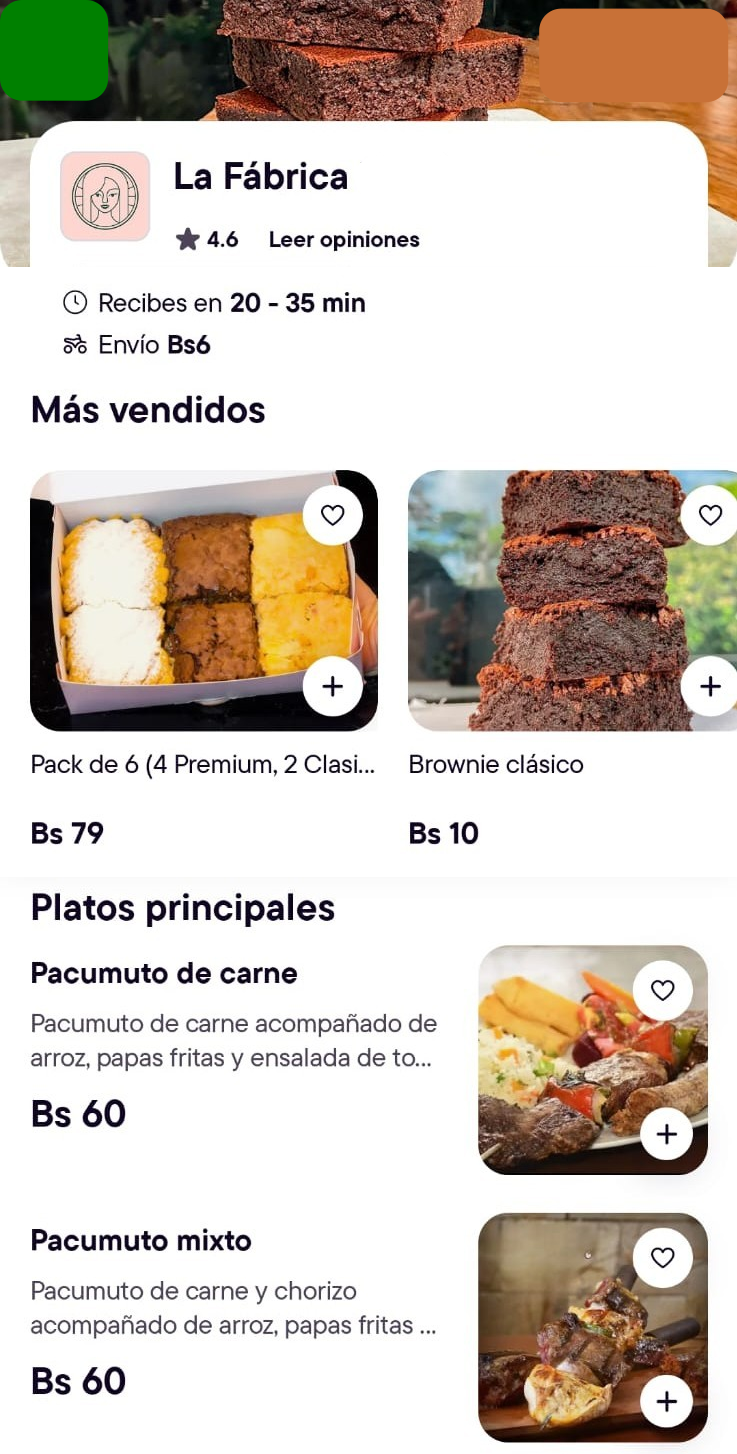 La Fábrica
4.6 Leer opiniones
Recibes en 20 - 35 min
Envío Bs6
Más vendidos
Pack de 6 (4 Premium, 2 Clasi...
Bs 79
Brownie clásico
Bs 10
Platos principales
Pacumuto de carne
Pacumuto de carne acompañado de
arroz, papas fritas y ensalada de to...
Bs 60
Pacumuto mixto
Pacumuto de carne y chorizo
acompañado de arroz, papas fritas ...
Bs 60